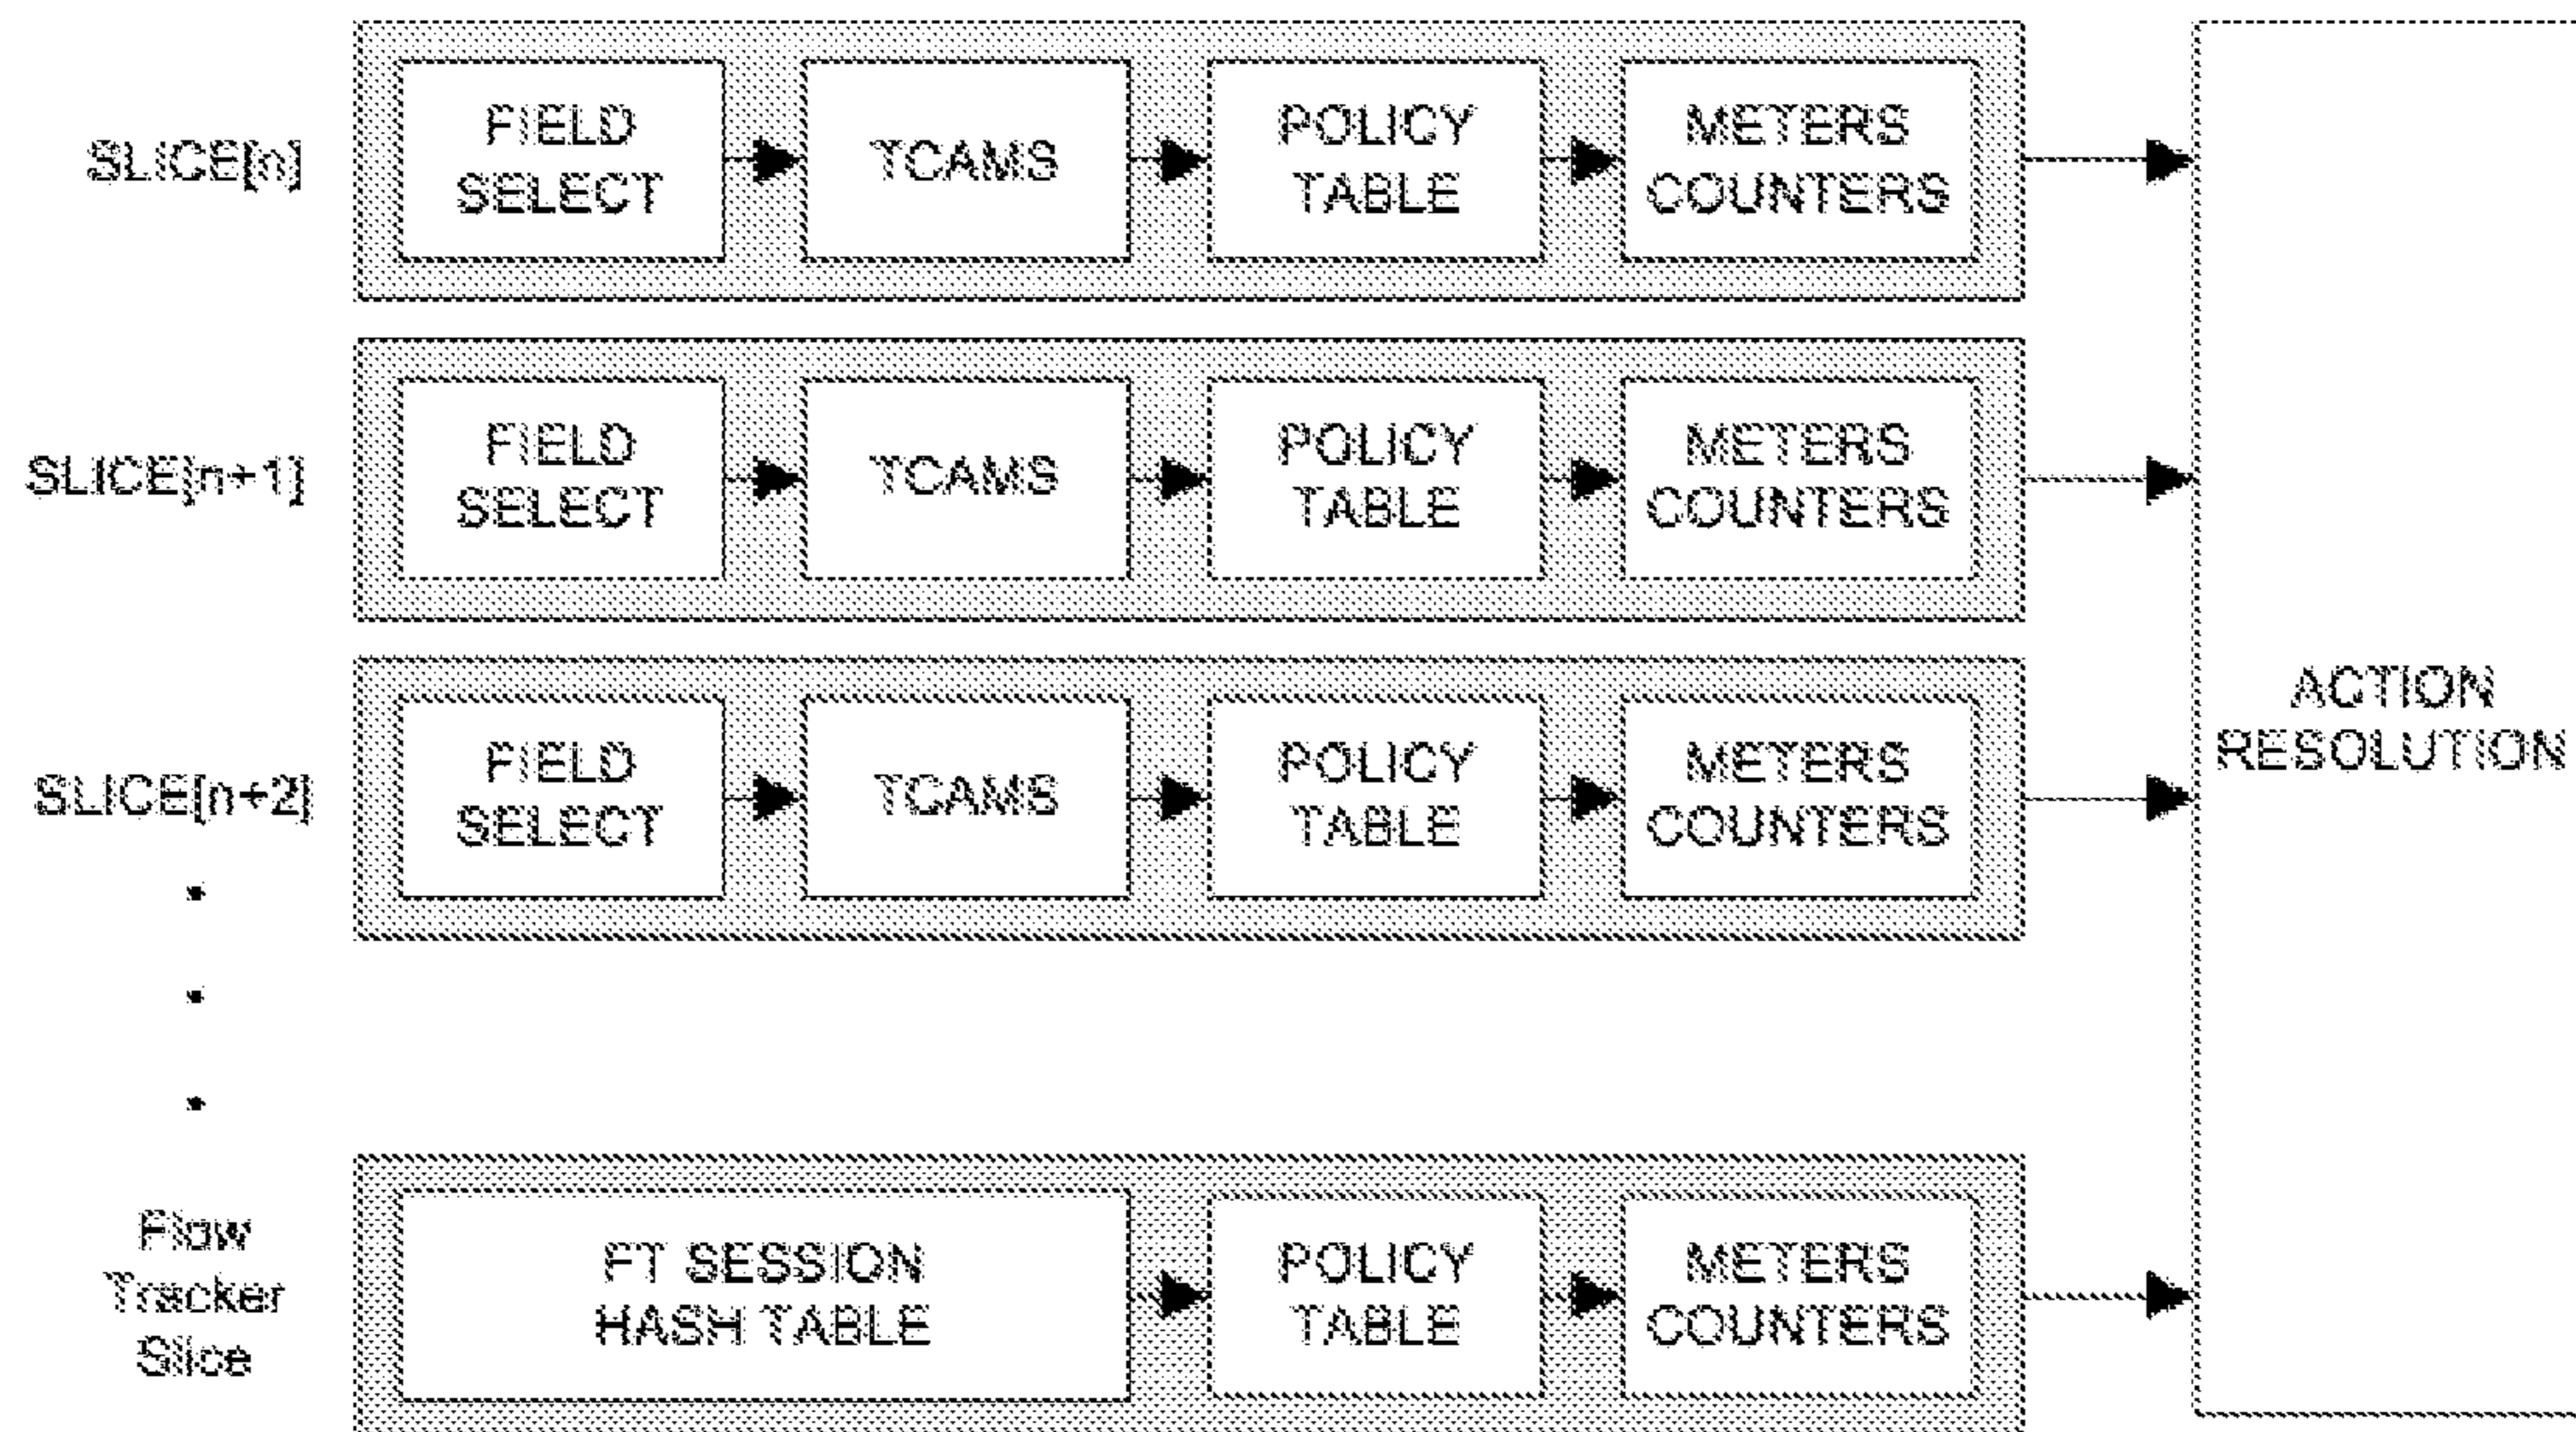 SLICE[n]
FIELD
SELECT
TCAMS
POLICY
TABLE
METERS
COUNTERS
SLICE[n+1]
FIELD
SELECT
TCAMS
POLICY
TABLE
METERS
COUNTERS
SLICE[n+2]
FIELD
SELECT
TCAMS
POLICY
TABLE
METERS
COUNTERS
ACTION
RESOLUTION
Flow
Tracker
Slice
FT SESSION
HASH TABLE
POLICY
TABLE
METERS
COUNTERS